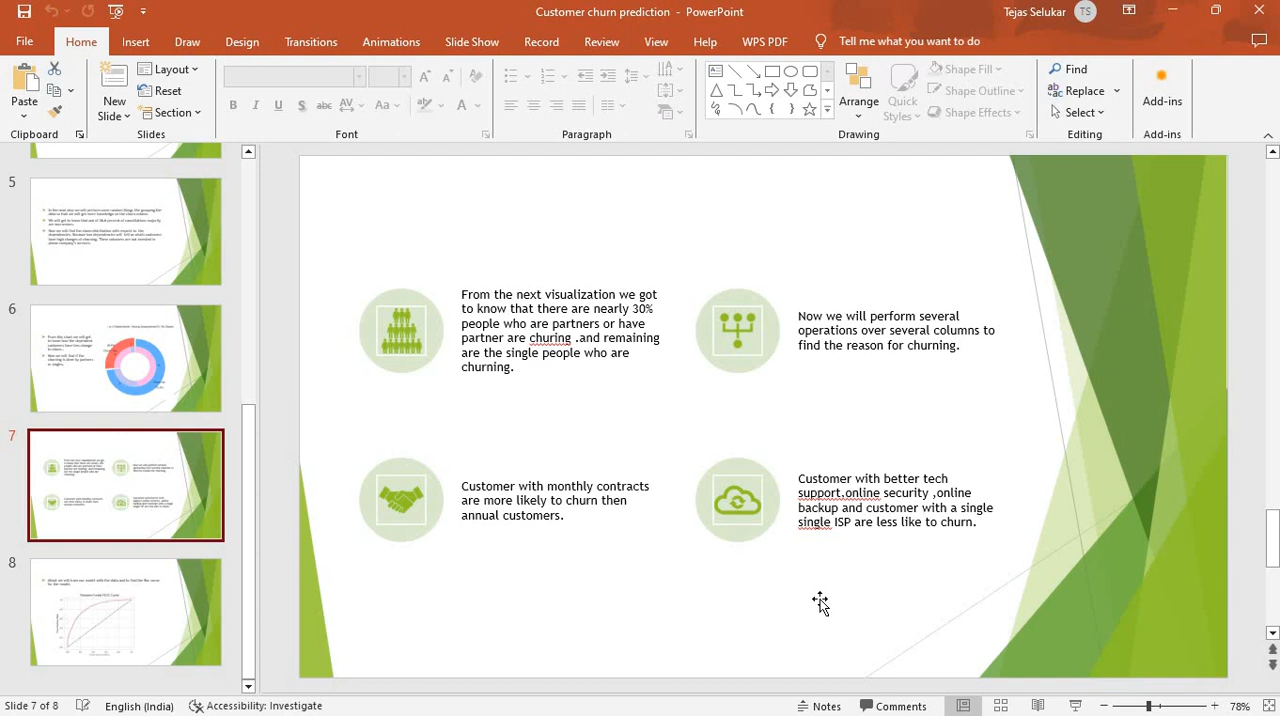 Customer churn prediction - PowerPoint
Tejas Selukar TS
File Home Insert Draw Design Transitions Animations Slide Show Record Review View Help WPS PDF Tell me what you want to do
Paste
Clipboard
New
Slide
Layout
Reset
Section
Slides
B I U S abc AV Aa A
Font
Paragraph
Arrange
Quick
Styles
Shape Fill
Shape Outline
Shape Effects
Drawing
Find
Replace
Select
Editing
Add-ins
Add-ins
5
6
7
8
From the next visualization we got
to know that there are nearly 30%
people who are partners or have
partner are churing .and remaining
are the single people who are
churning.
Now we will perform several
operations over several columns to
find the reason for churning.
Customer with monthly contracts
are more likely to churn then
annual customers.
Customer with better tech
support,online security ,online
backup and customer with a single
single ISP are less like to churn.
Slide 7 of 8
English (India)
Accessibility: Investigate
Notes
Comments
78%